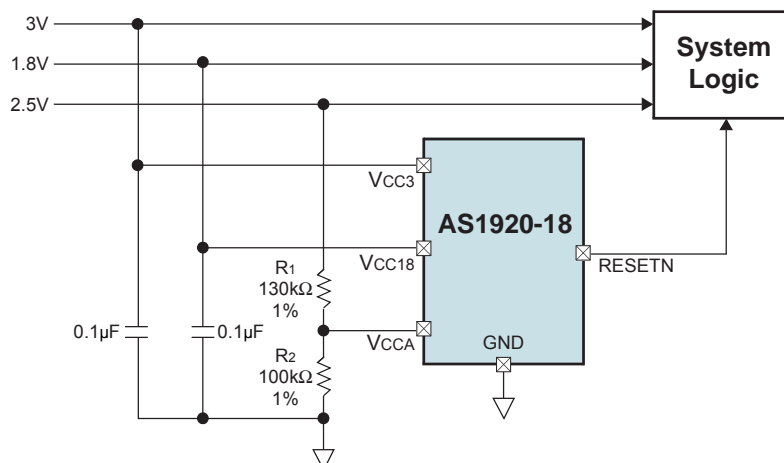 3V
1.8V
2.5V
System
Logic
VCC3
AS1920-18
VCC18
RESETN
R1
130kΩ
1%
0.1µF
0.1µF
VCCA
GND
R2
100kΩ
1%